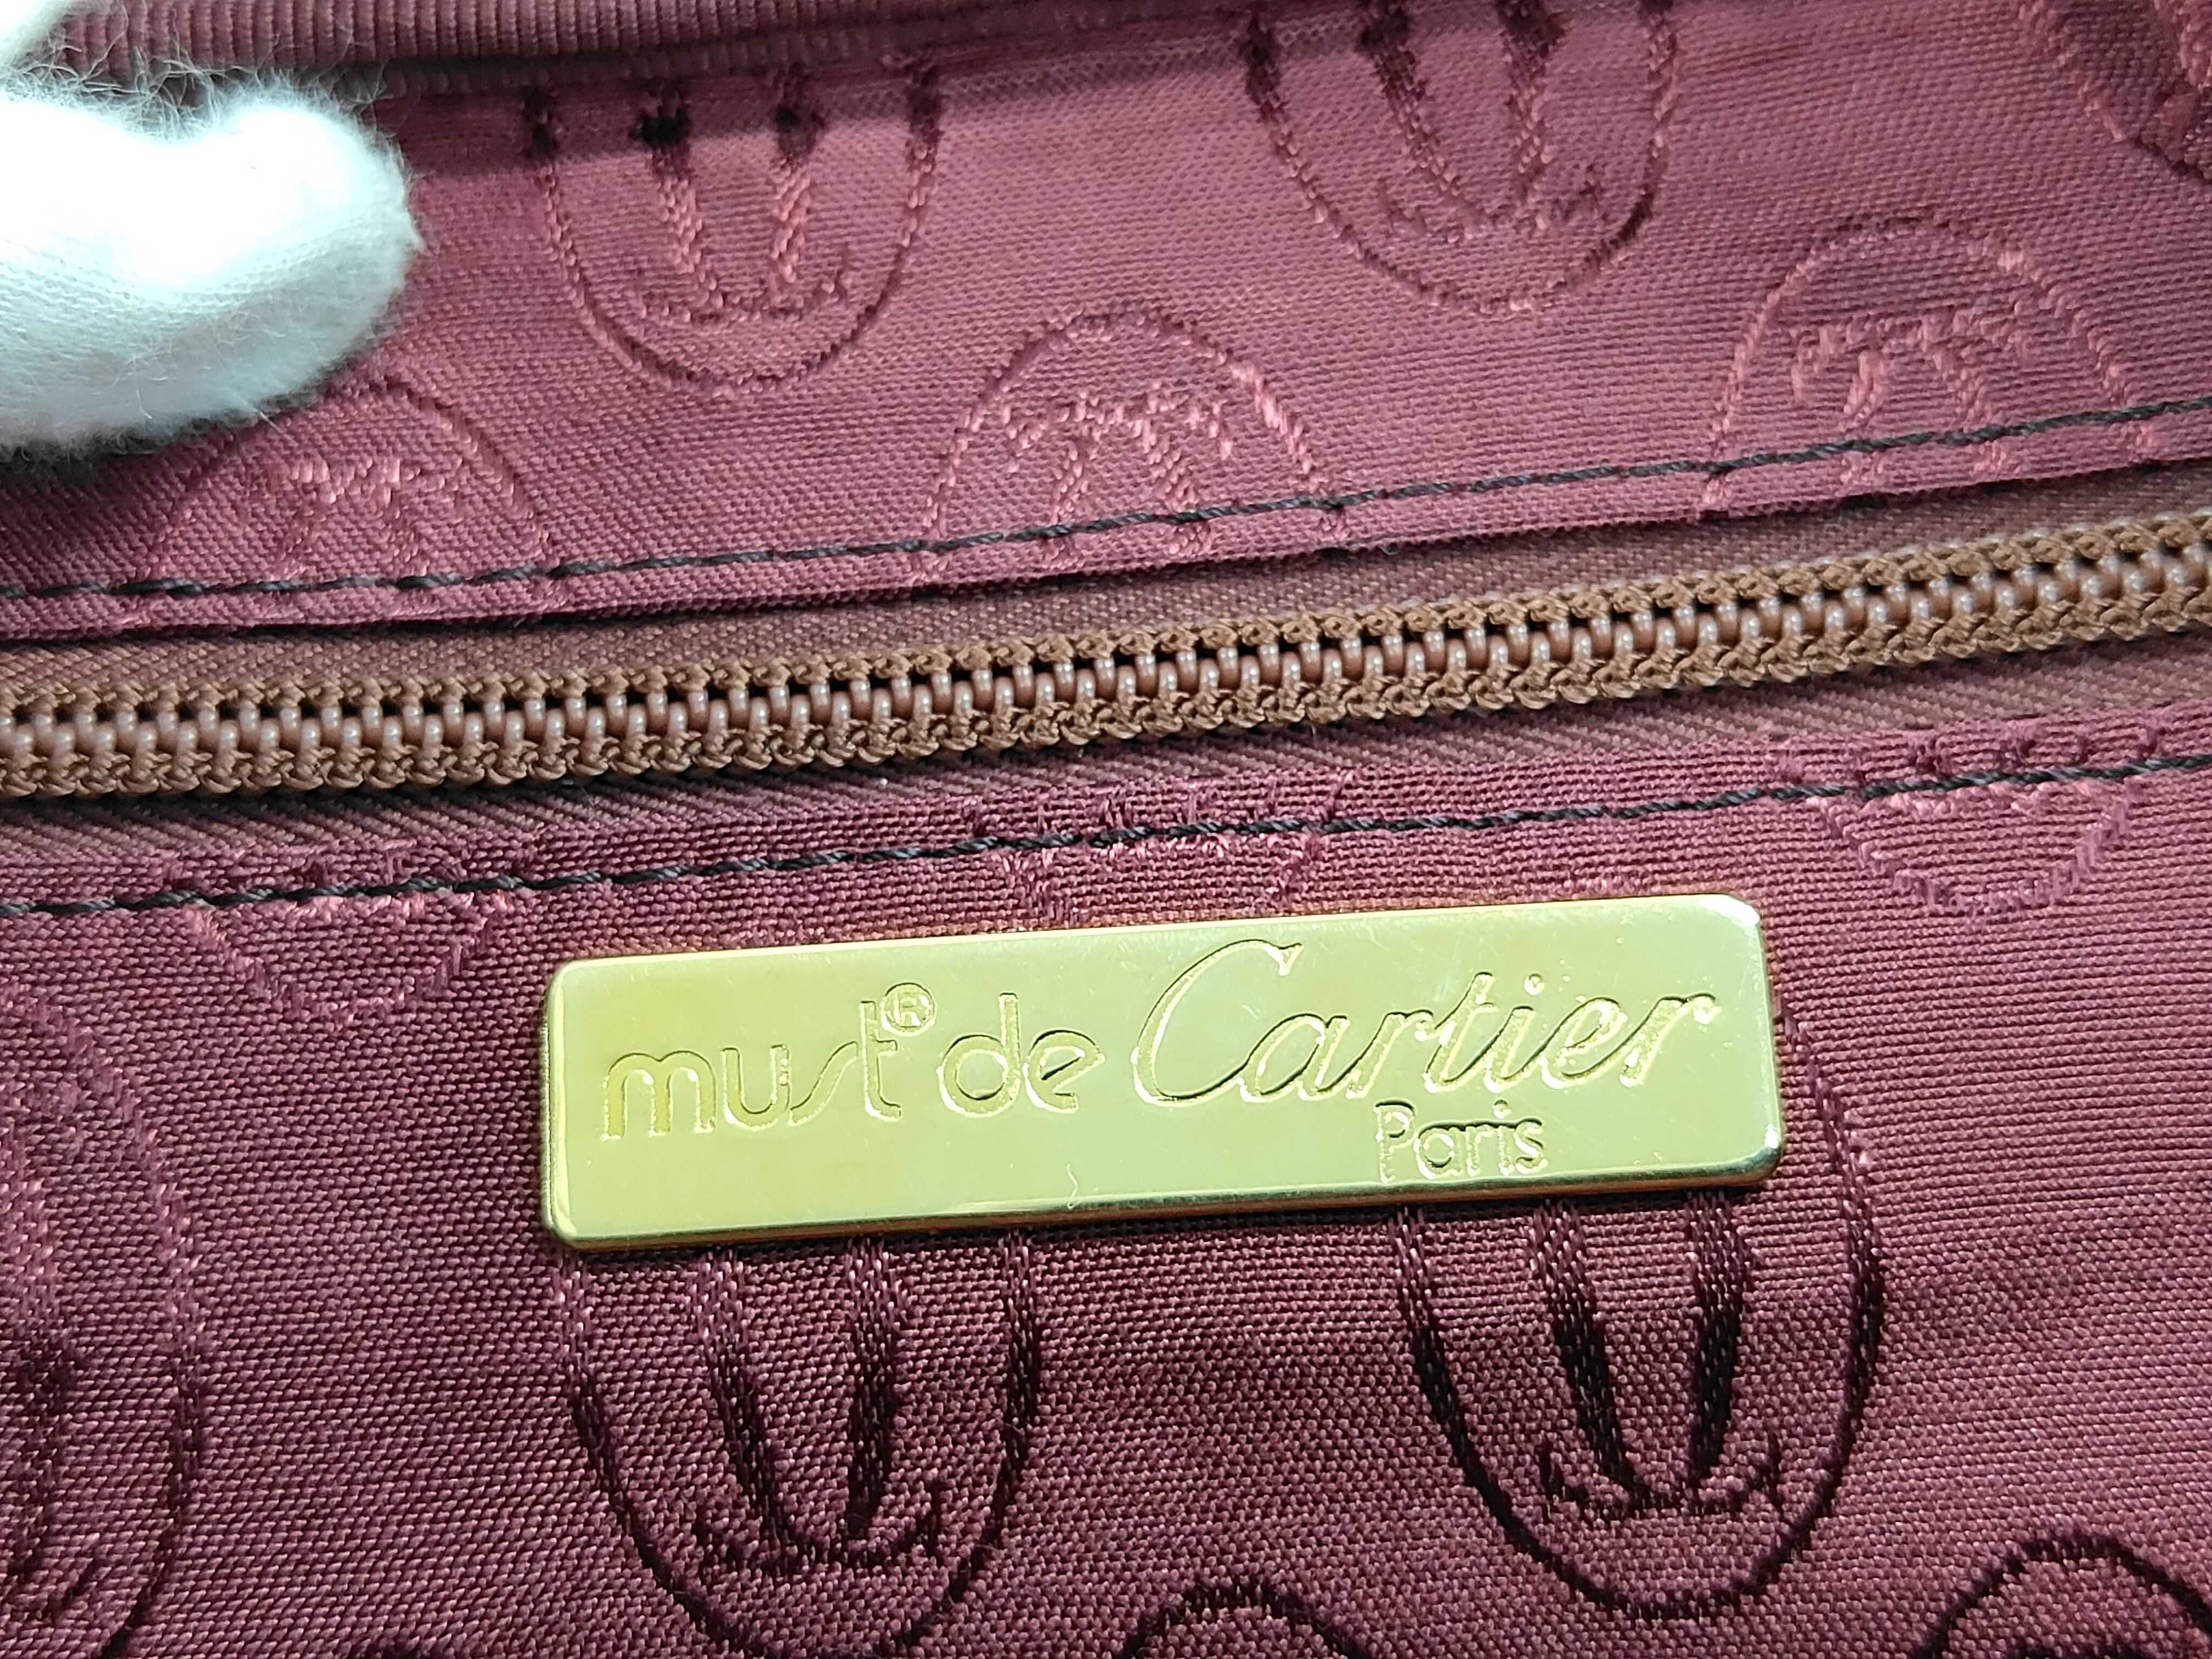 must® de Cartier
Paris